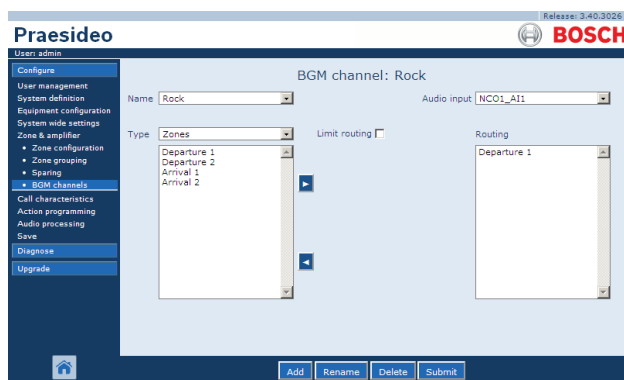 Release: 3.40.3026
Praesideo
BOSCH
User: admin
Configure
User management
System definition
Equipment configuration
System wide settings
Zone & amplifier
• Zone configuration
• Zone grouping
• Sparing
• BGM channels
Call characteristics
Action programming
Audio processing
Save
Diagnose
Upgrade
BGM channel: Rock
Name Rock
Audio input NCO1_AI1
Type Zones
Limit routing
Routing
Departure 1
Departure 2
Arrival 1
Arrival 2
Departure 1
Add Rename Delete Submit